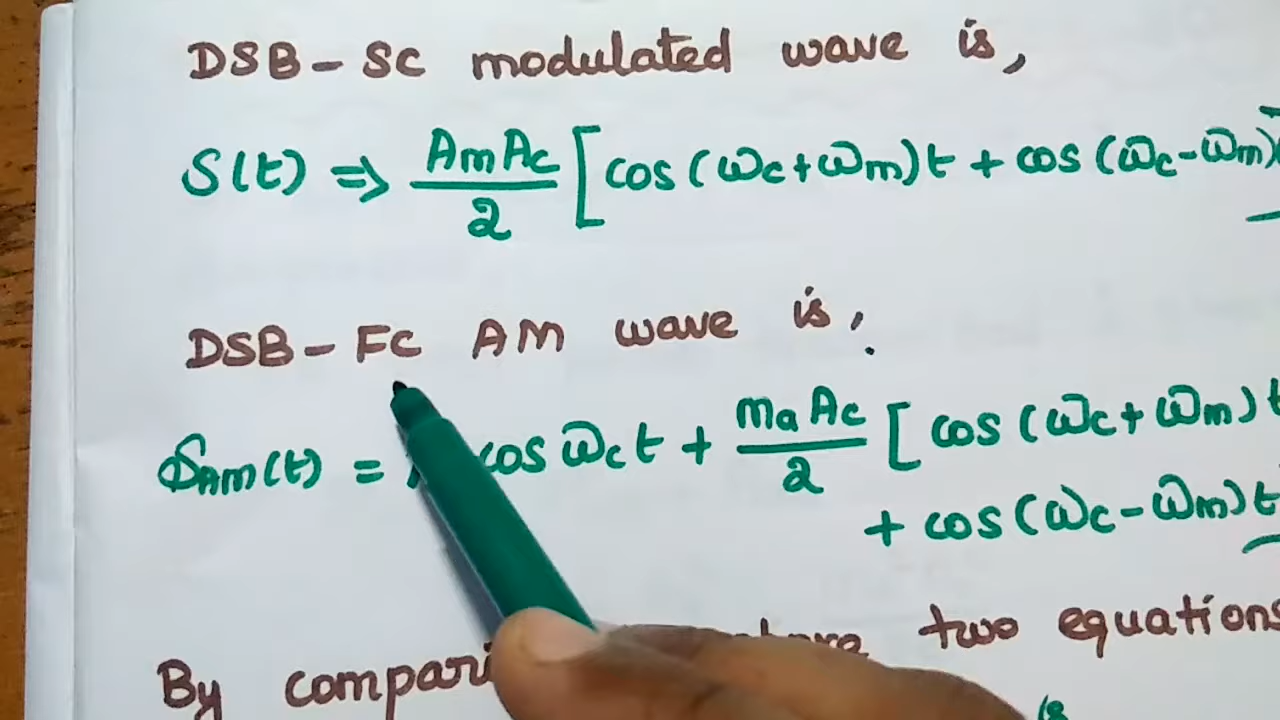 DSB-SC modulated wave is,
S(t) => AmAc/2 [cos(ωc+ωm)t + cos(ωc-ωm)
DSB-FC AM wave is,
SAM(t) = cos ωct + maAc/2 [cos(ωc+ωm)t
+ cos(ωc-ωm)t
By two equations